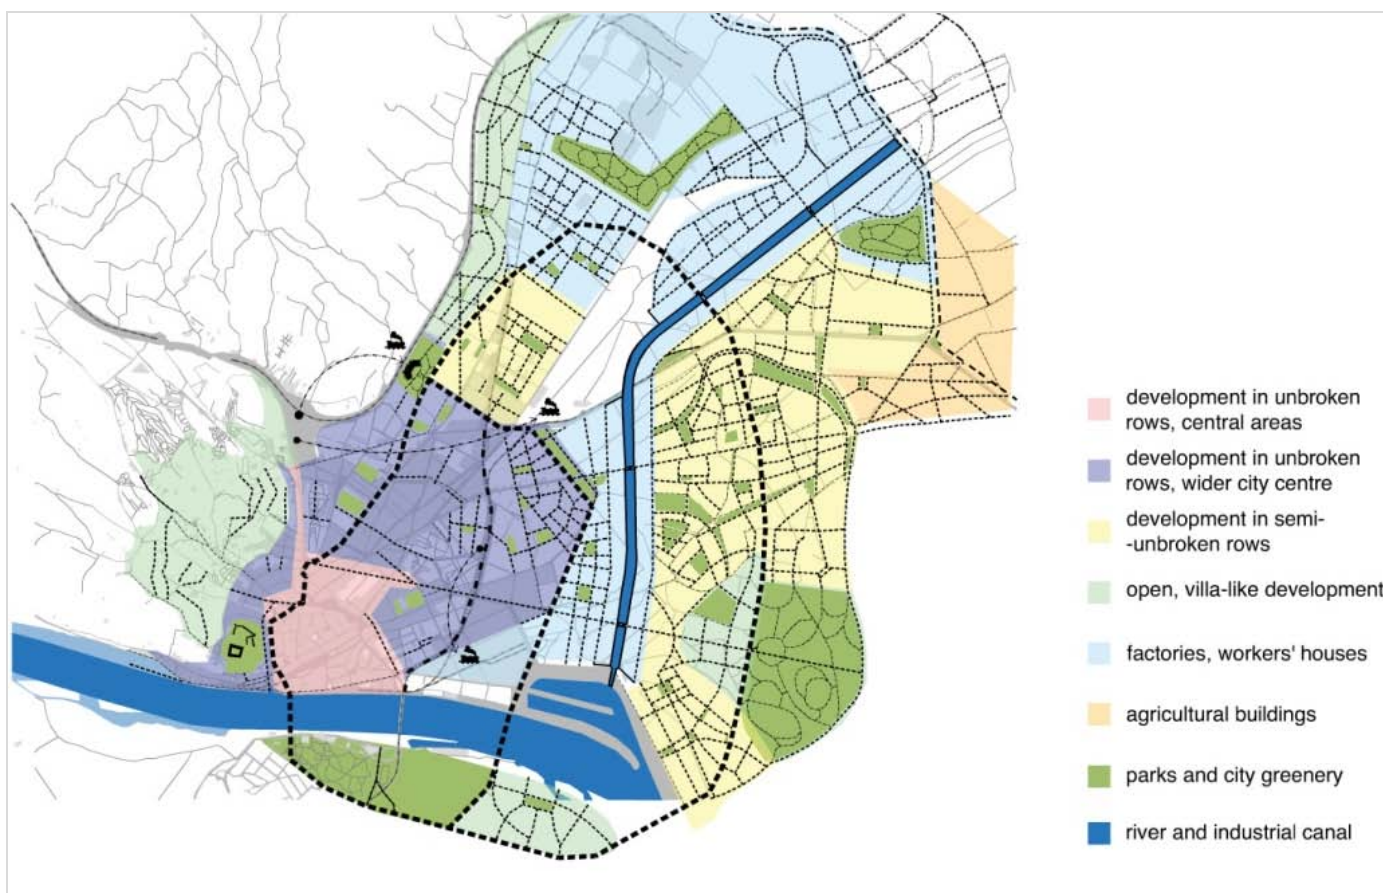 development in unbroken
rows, central areas
development in unbroken
rows, wider city centre
development in semi-
-unbroken rows
open, villa-like development
factories, workers' houses
agricultural buildings
parks and city greenery
river and industrial canal